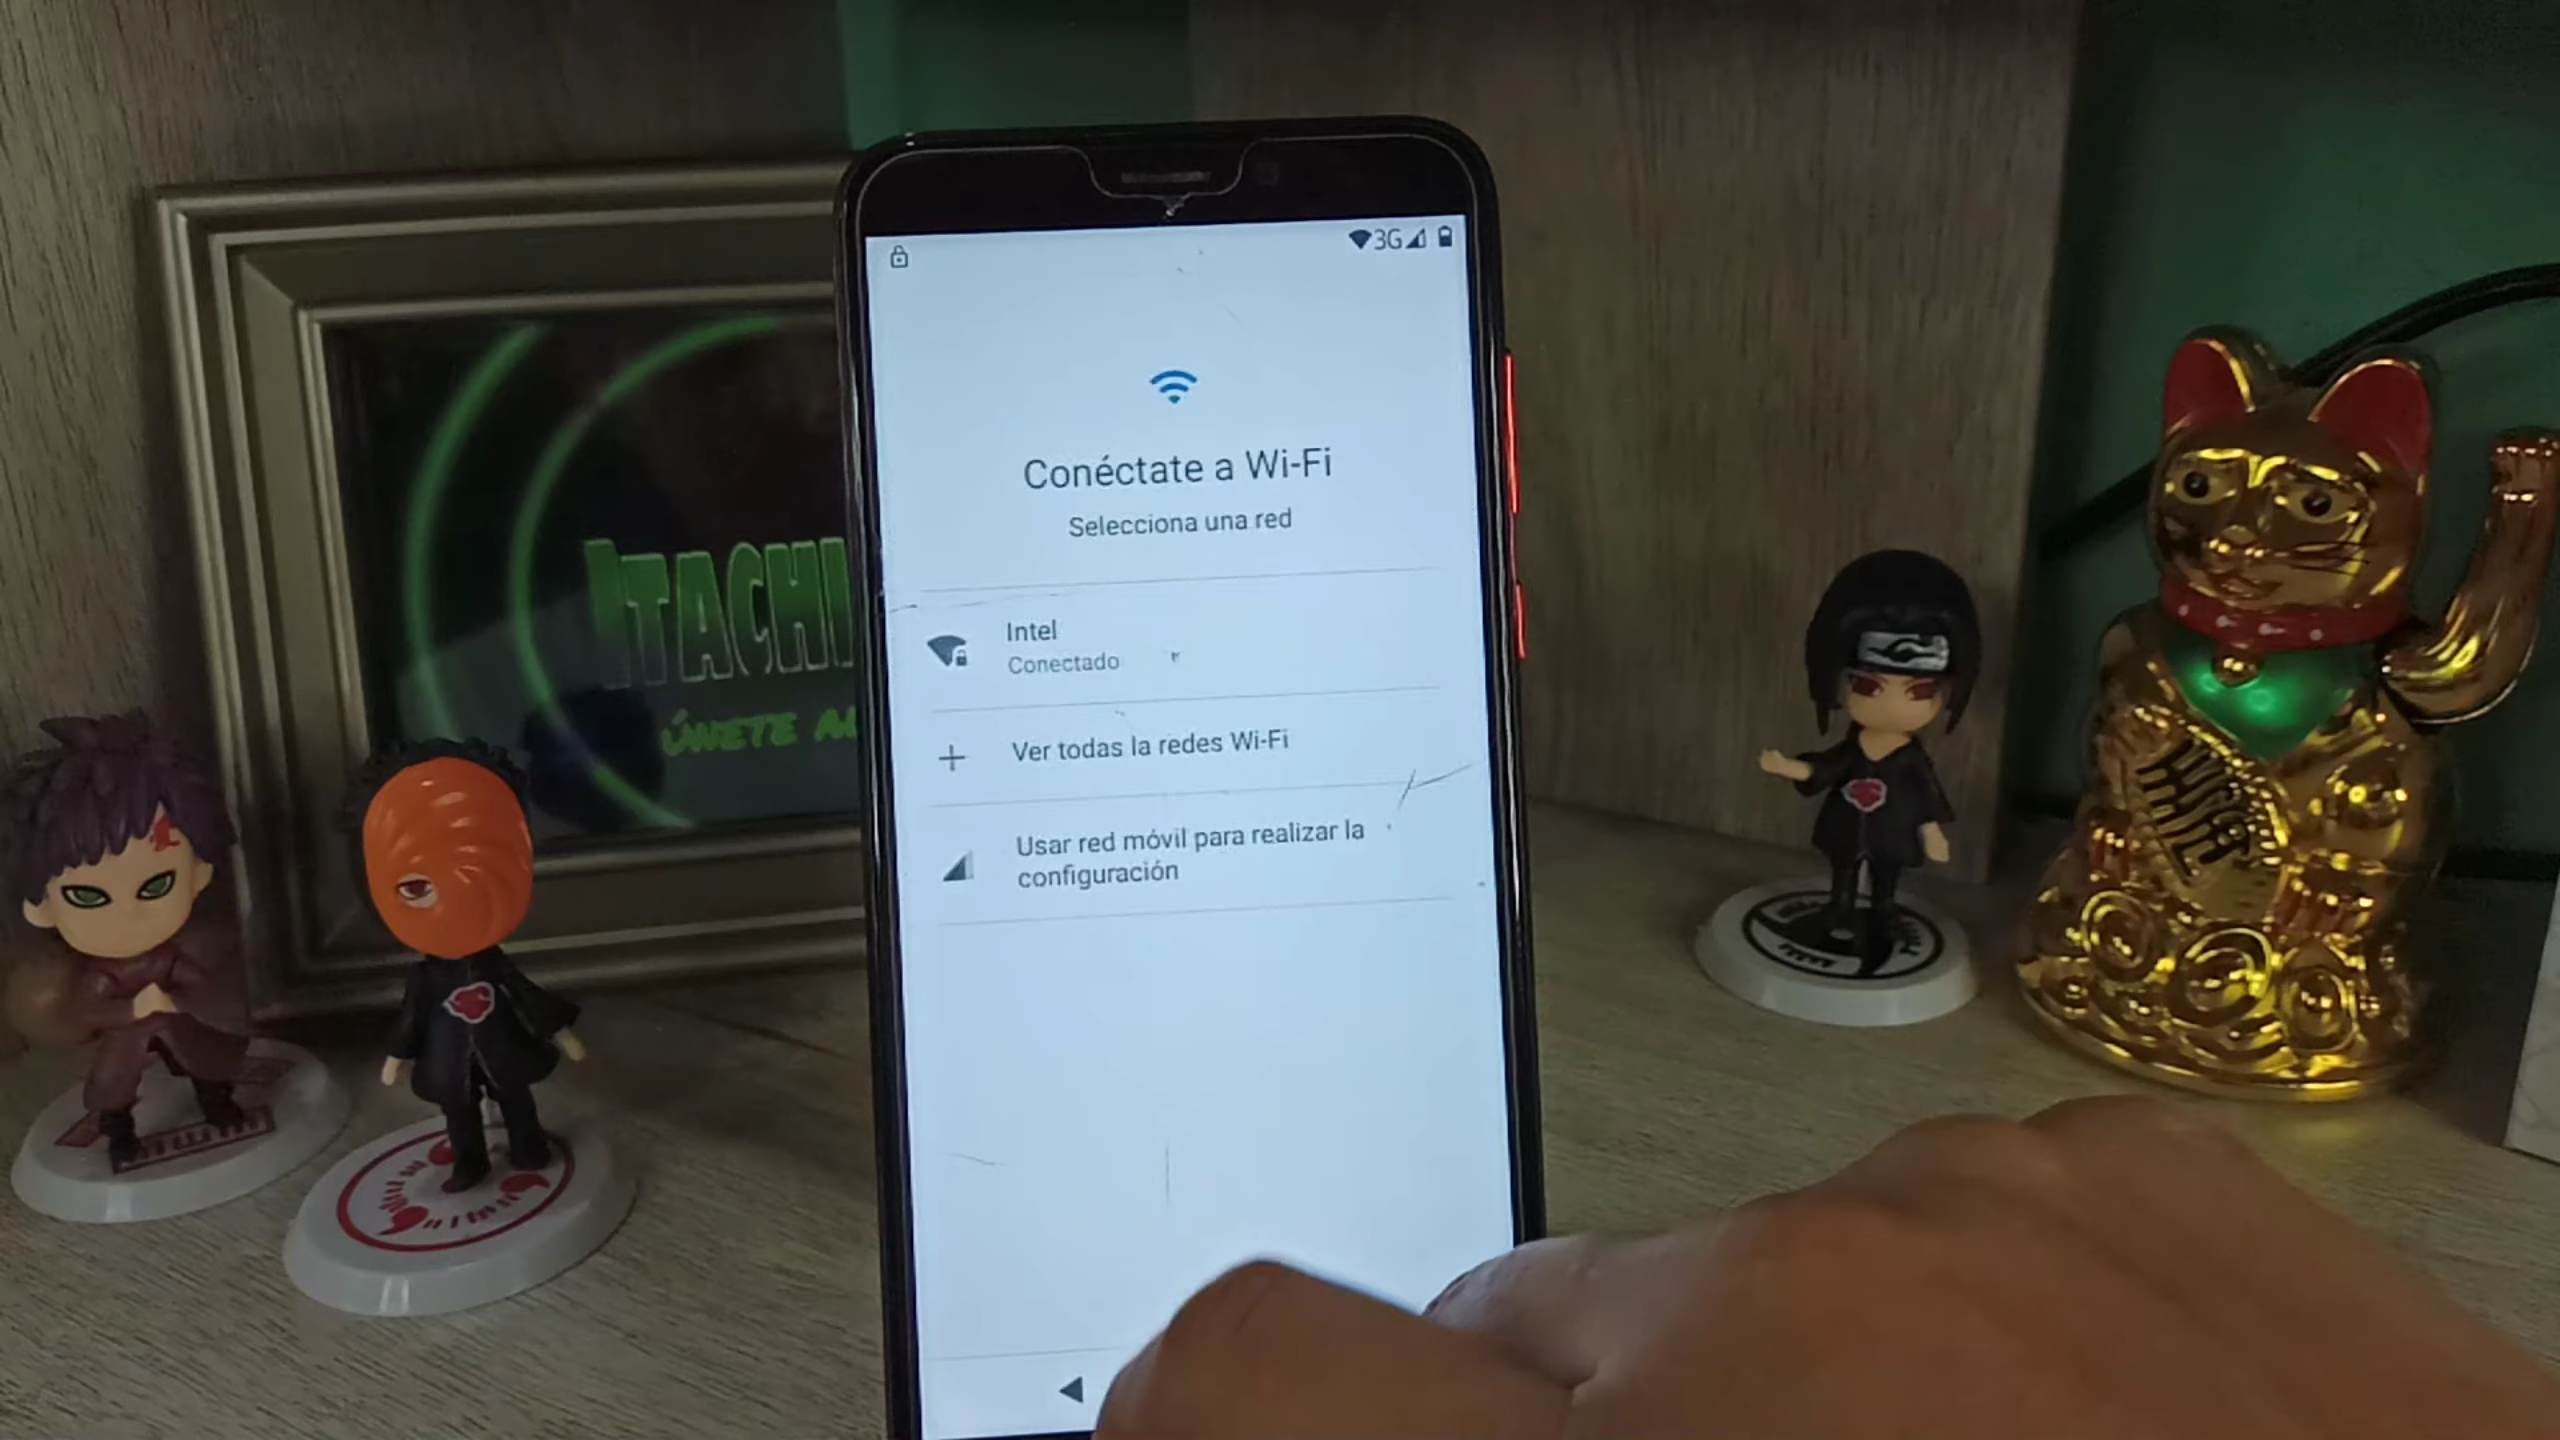 3G
Conéctate a Wi-Fi
Selecciona una red
Intel
Conectado
Ver todas la redes Wi-Fi
Usar red móvil para realizar la
configuración
ITACHI
ÚNETE A